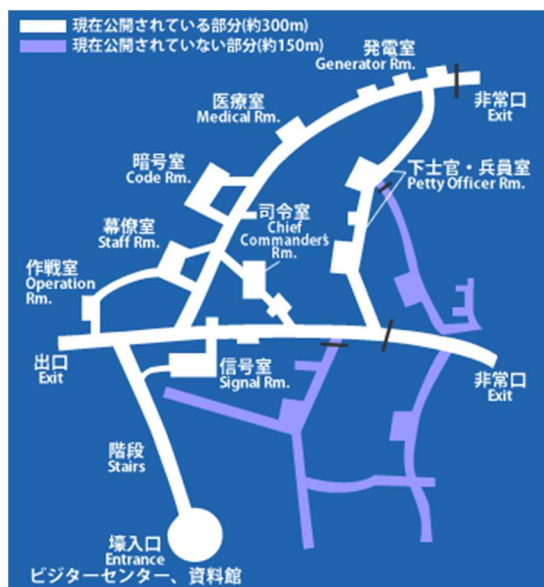 現在公開されている部分(約300m)
現在公開されていない部分(約150m)
発電室
Generator Rm.
非常口
Exit
医療室
Medical Rm.
暗号室
Code Rm.
下士官・兵員室
Petty Officer Rm.
司令室
Chief
Commander's
Rm.
幕僚室
Staff Rm.
作戦室
Operation
Rm.
出口
Exit
信号室
Signal Rm.
非常口
Exit
階段
Stairs
壕入口
Entrance
ビジターセンター、資料館